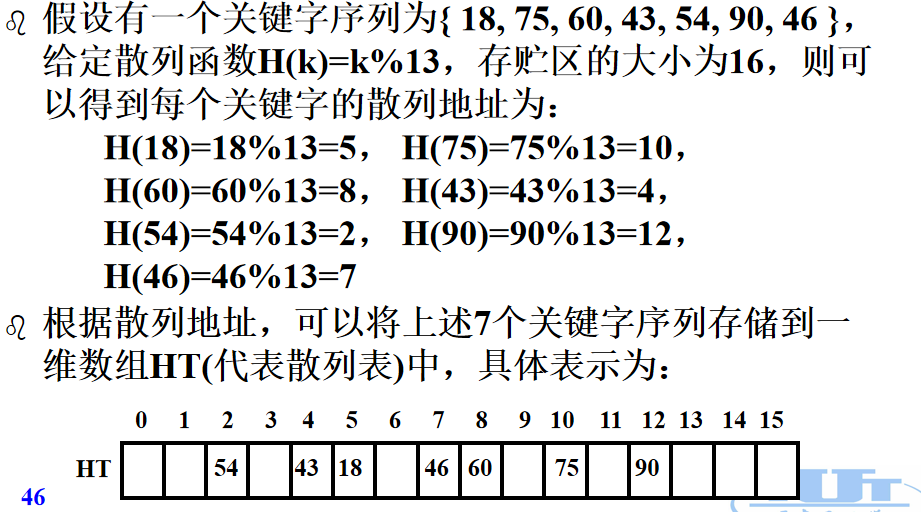 假设有一个关键字序列为{ 18, 75, 60, 43, 54, 90, 46 }，
给定散列函数H(k)=k%13，存贮区的大小为16，则可
以得到每个关键字的散列地址为：
H(18)=18%13=5， H(75)=75%13=10，
H(60)=60%13=8， H(43)=43%13=4，
H(54)=54%13=2， H(90)=90%13=12，
H(46)=46%13=7
根据散列地址，可以将上述7个关键字序列存储到一
维数组HT(代表散列表)中，具体表示为：
0 1 2 3 4 5 6 7 8 9 10 11 12 13 14 15
HT 54 43 18 46 60 75 90
46